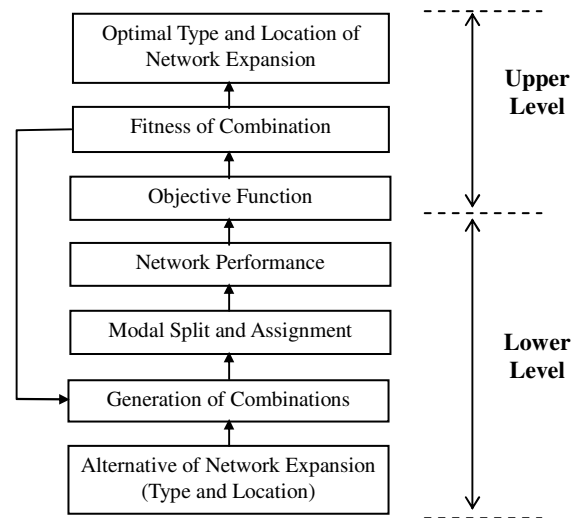 Optimal Type and Location of
Network Expansion
Fitness of Combination
Objective Function
Network Performance
Modal Split and Assignment
Generation of Combinations
Alternative of Network Expansion
(Type and Location)
Upper
Level
Lower
Level